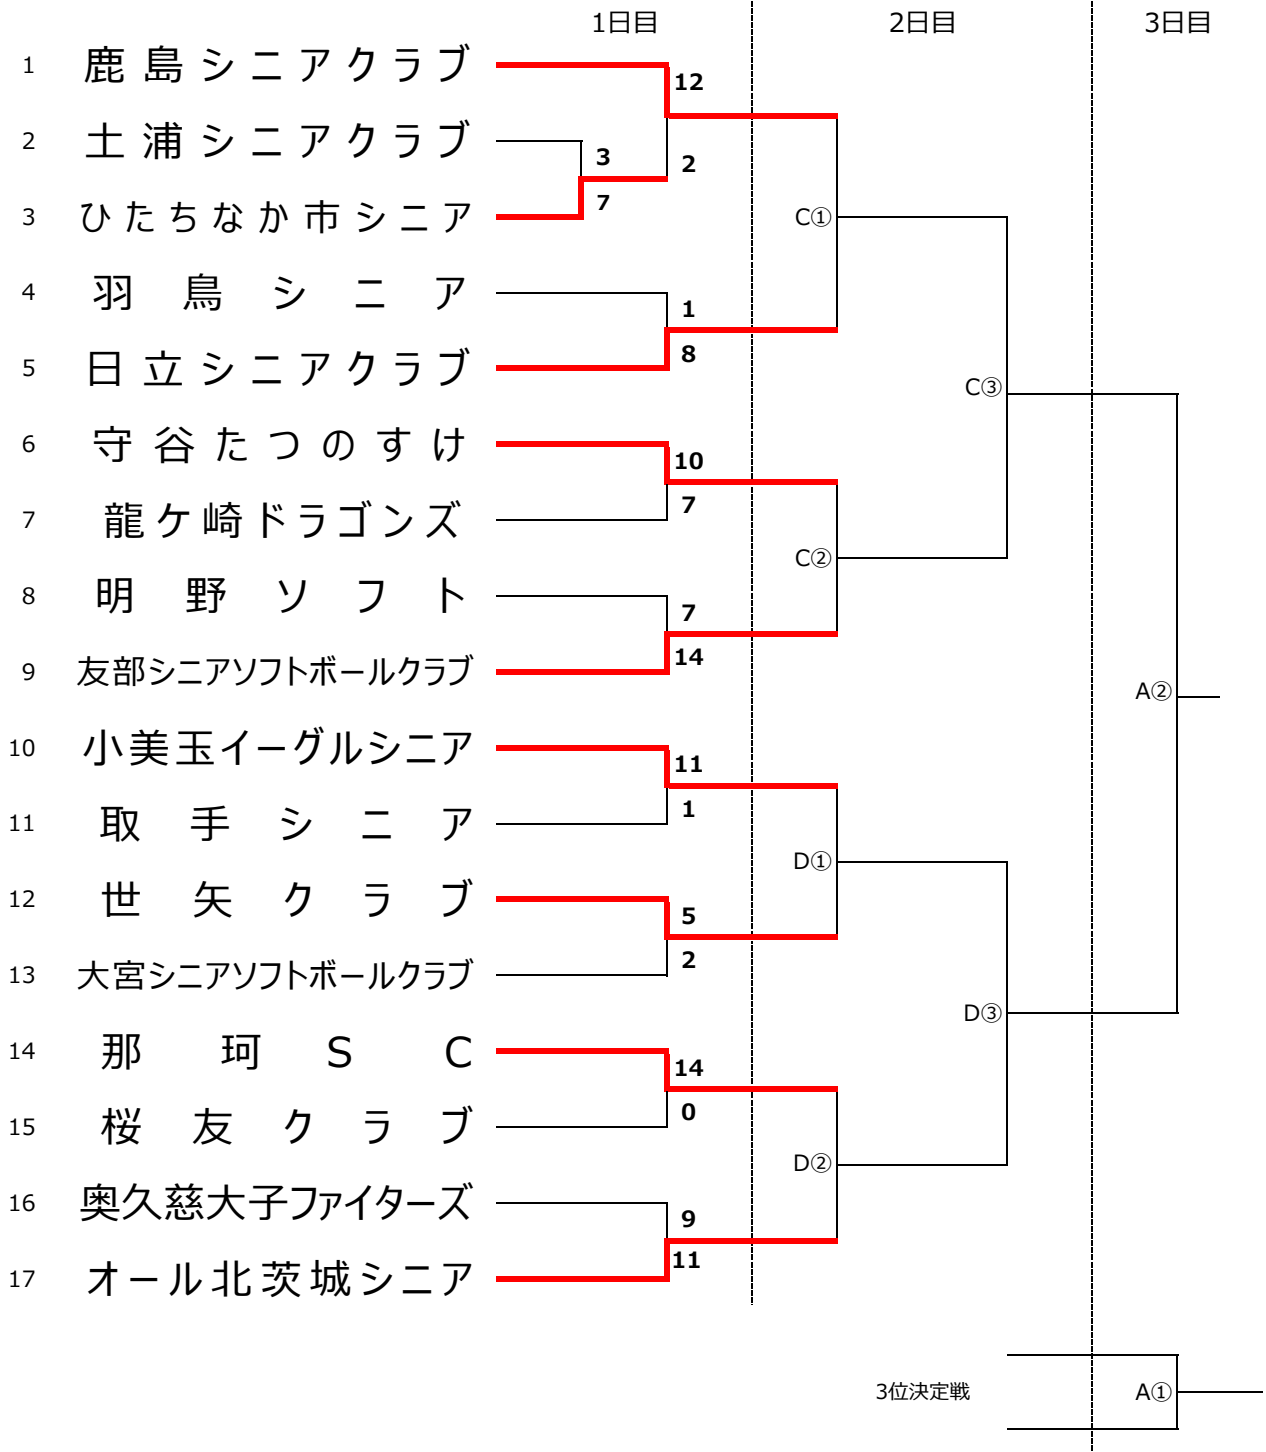 1日目 2日目 3日目
1 鹿島シニアクラブ
12
2 土浦シニアクラブ
3 2
7
3 ひたちなか市シニア
C①
4 羽鳥シニア
1
8
5 日立シニアクラブ
C③
6 守谷たつのすけ
10
7
7 龍ケ崎ドラゴンズ
C②
8 明野ソフト
7
14
9 友部シニアソフトボールクラブ
A②
10 小美玉イーグルシニア
11
1
11 取手シニア
D①
12 世矢クラブ
5
2
13 大宮シニアソフトボールクラブ
D③
14 那珂SC
14
0
15 桜友クラブ
D②
16 奥久慈大子ファイターズ
9
11
17 オール北茨城シニア
3位決定戦 A①